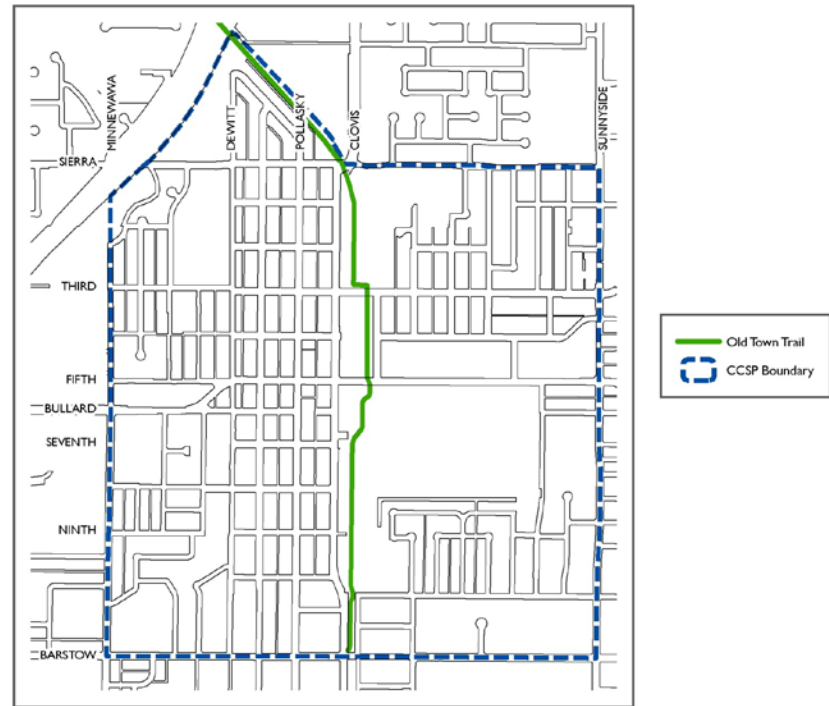 MINNEWAWA
DEWITT
POLLASKY
CLOVIS
SUNNYSIDE
SIERRA
THIRD
FIFTH
BULLARD
SEVENTH
NINTH
BARSTOW
Old Town Trail
CCSP Boundary